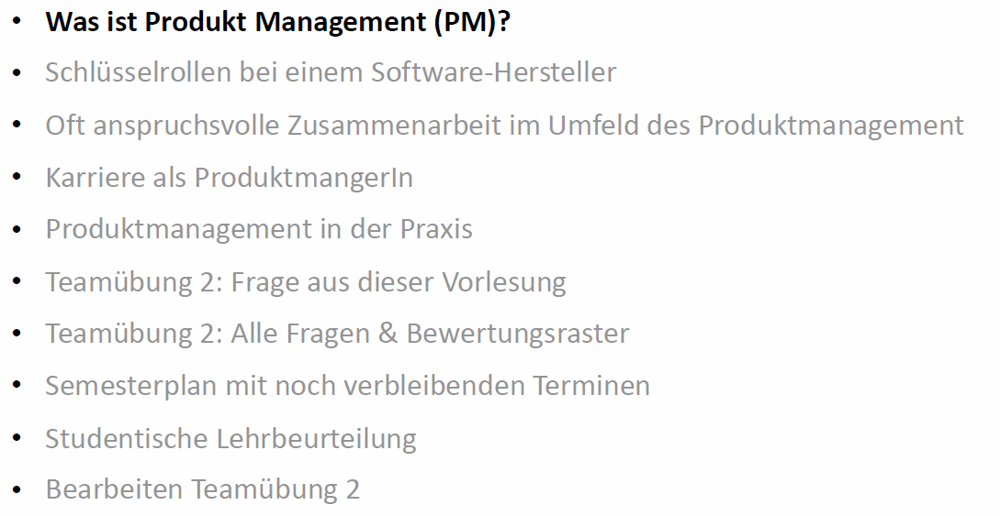 • Was ist Produkt Management (PM)?
• Schlüsselrollen bei einem Software-Hersteller
• Oft anspruchsvolle Zusammenarbeit im Umfeld des Produktmanagement
• Karriere als ProduktmangerIn
• Produktmanagement in der Praxis
• Teamübung 2: Frage aus dieser Vorlesung
• Teamübung 2: Alle Fragen & Bewertungsraster
• Semesterplan mit noch verbleibenden Terminen
• Studentische Lehrbeurteilung
• Bearbeiten Teamübung 2